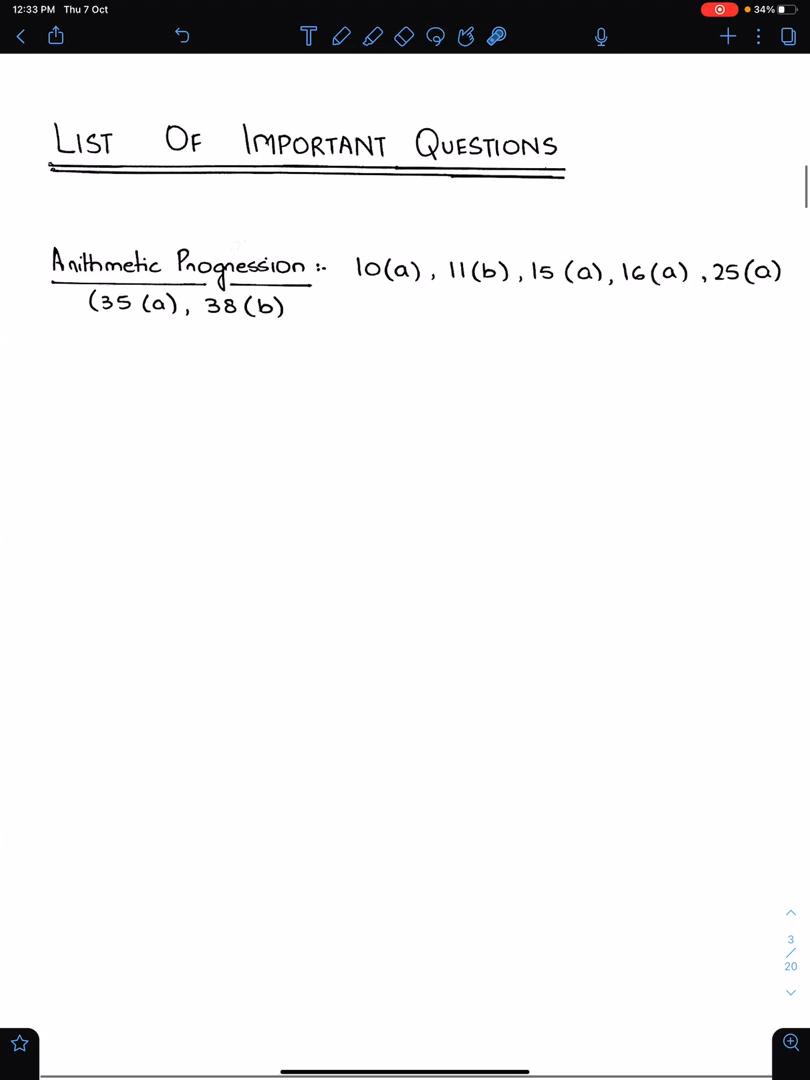 12:33 PM Thu 7 Oct 34%
LIST OF IMPORTANT QUESTIONS
Arithmetic Progression :- 10(a), 11(b), 15(a), 16(a), 25(a)
(35(a), 38(b)
3
/
20